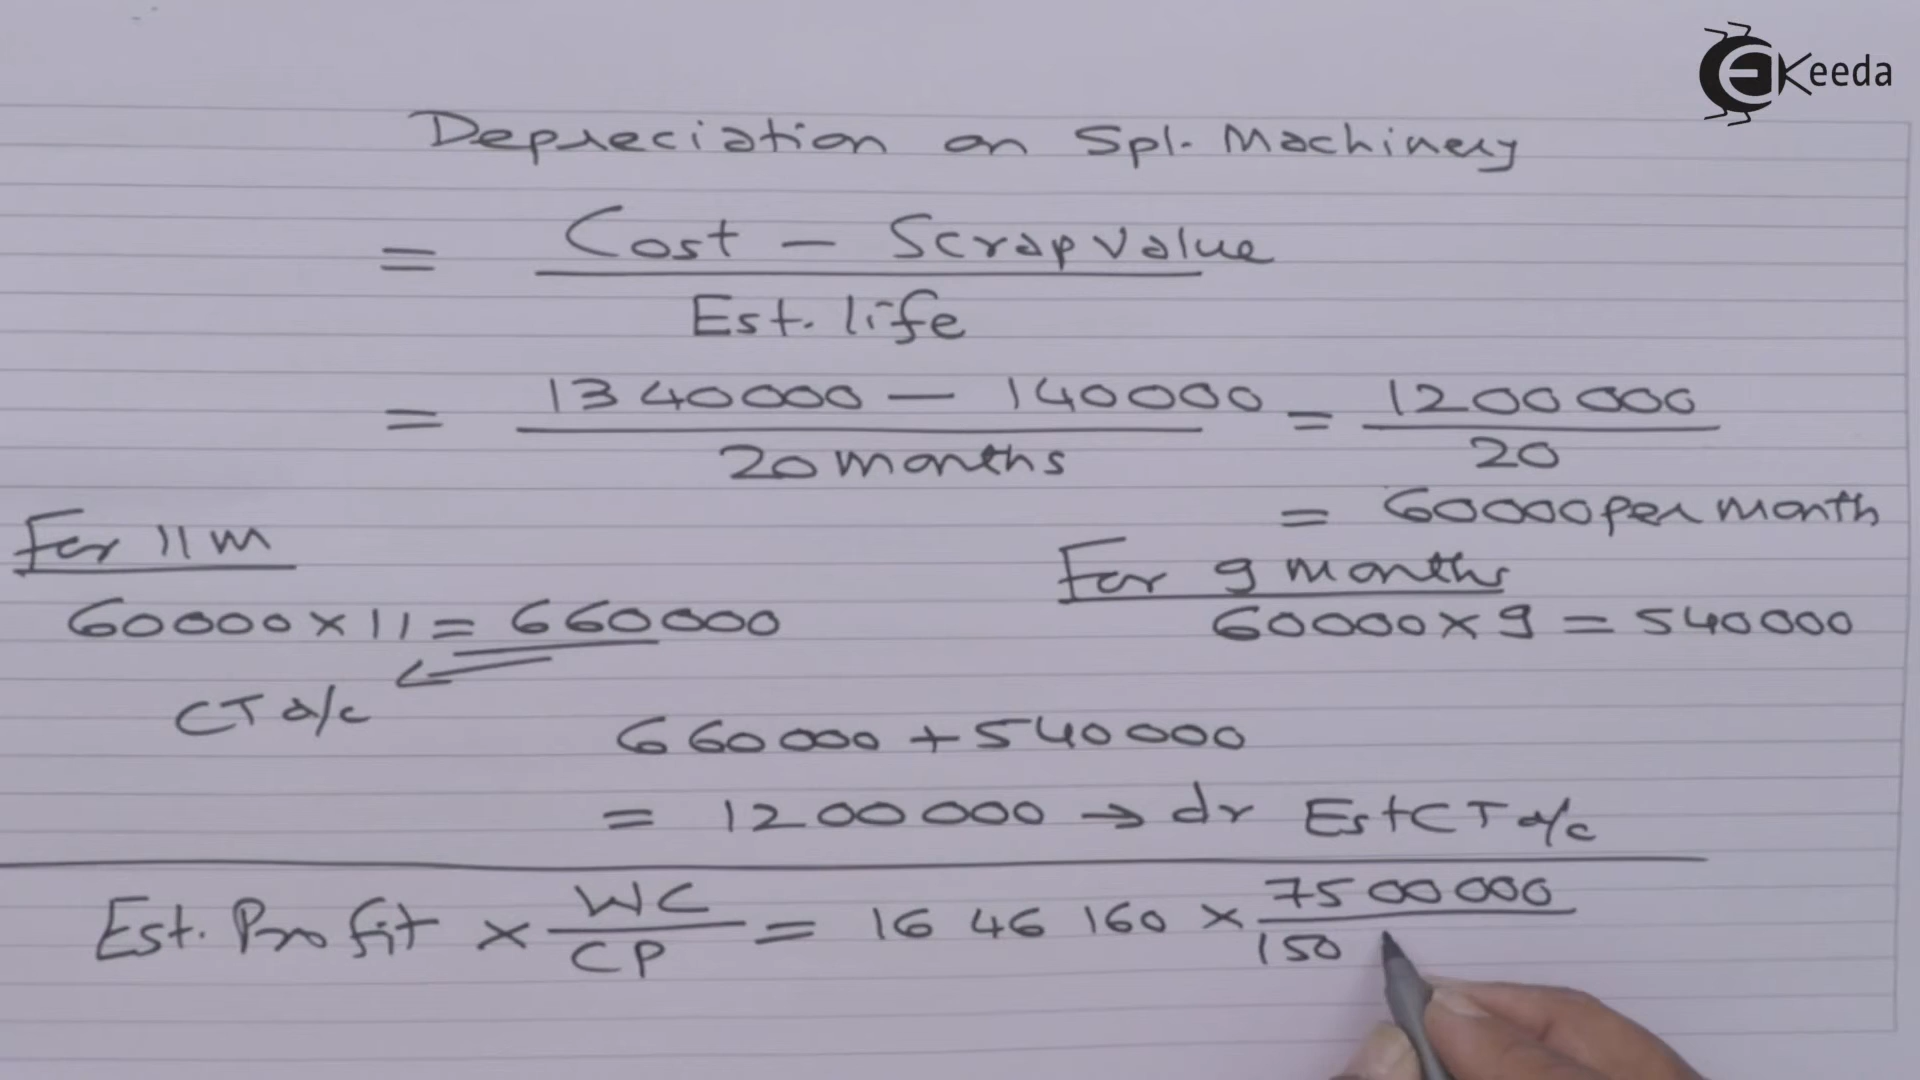 EKeeda
Depreciation on Spl. Machinery
= Cost - Scrap Value
Est. life
= 1340000 - 140000 = 1200000
20 months 20
= 60000 per month
For 11 m
For 9 months
60000 x 11 = 660000
60000 x 9 = 540000
CT a/c
660000 + 540000
= 1200000 → dr Est CT a/c
Est. Profit x WC = 16 46 160 x 7500000
CP 150